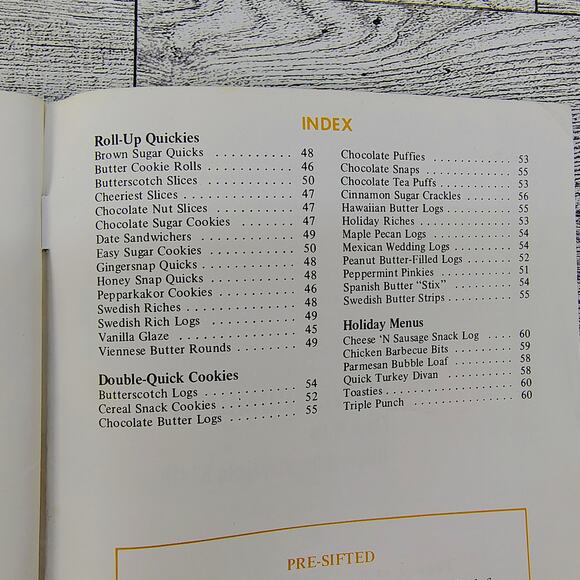 INDEX
Roll-Up Quickies
Brown Sugar Quicks . . . . . . . . . . 48
Butter Cookie Rolls . . . . . . . . . . 46
Butterscotch Slices . . . . . . . . . . 50
Cheeriest Slices . . . . . . . . . . 47
Chocolate Nut Slices . . . . . . . . . . 47
Chocolate Sugar Cookies . . . . . . . 47
Date Sandwichers . . . . . . . . . . 49
Easy Sugar Cookies . . . . . . . . . . 50
Gingersnap Quicks . . . . . . . . . . 48
Honey Snap Quicks . . . . . . . . . . 48
Pepparkakor Cookies . . . . . . . . . 46
Swedish Riches . . . . . . . . . . 48
Swedish Rich Logs . . . . . . . . . . 49
Vanilla Glaze . . . . . . . . . . 45
Viennese Butter Rounds . . . . . . . 49
Double-Quick Cookies
Butterscotch Logs . . . . . . . . . . 54
Cereal Snack Cookies . . . . . . . . . 52
Chocolate Butter Logs . . . . . . . . 55
Chocolate Puffies . . . . . . . . . 53
Chocolate Snaps . . . . . . . . . . 55
Chocolate Tea Puffs . . . . . . . . 53
Cinnamon Sugar Crackles . . . . . . 56
Hawaiian Butter Logs . . . . . . . . 55
Holiday Riches . . . . . . . . . . 53
Maple Pecan Logs . . . . . . . . . . 54
Mexican Wedding Logs . . . . . . . . 54
Peanut Butter-Filled Logs . . . . . . 52
Peppermint Pinkies . . . . . . . . . 51
Spanish Butter “Stix” . . . . . . . . 54
Swedish Butter Strips . . . . . . . . 55
Holiday Menus
Cheese ’N Sausage Snack Log . . . . 60
Chicken Barbecue Bits . . . . . . . . 59
Parmesan Bubble Loaf . . . . . . . . 58
Quick Turkey Divan . . . . . . . . . 58
Toasties . . . . . . . . . . 60
Triple Punch . . . . . . . . . . 60
PRE-SIFTED